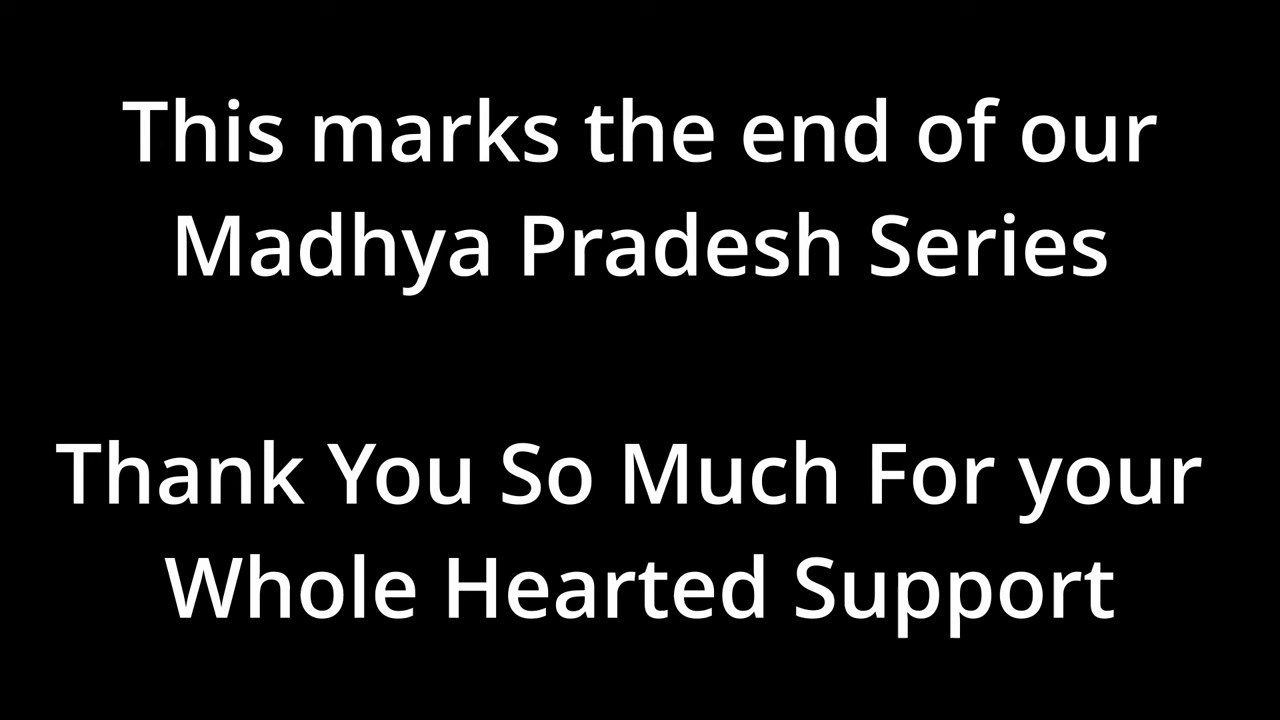 This marks the end of our
Madhya Pradesh Series
Thank You So Much For your
Whole Hearted Support